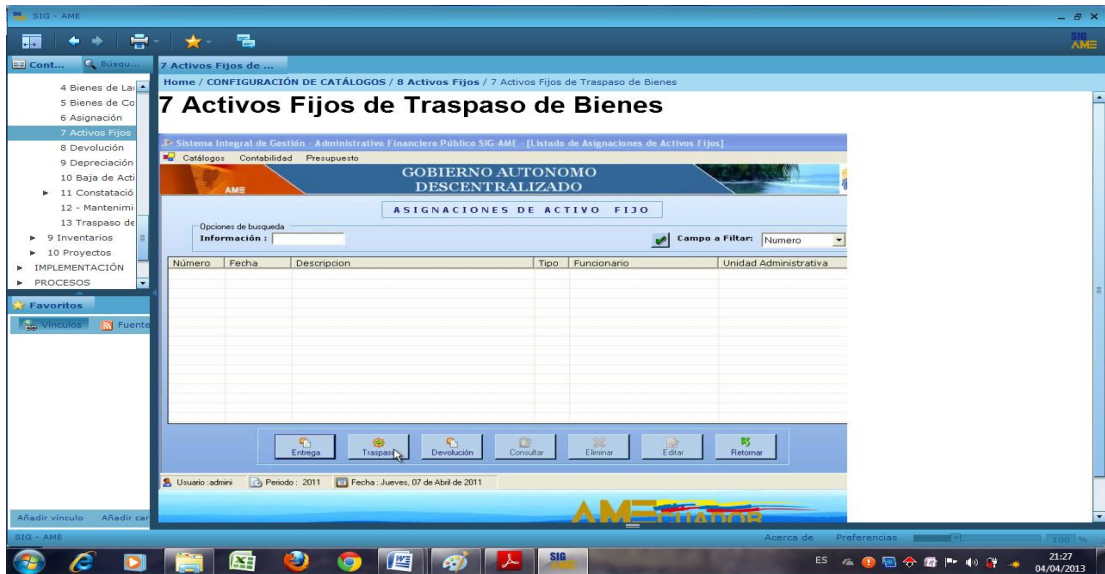 SIG - AME
SIG
AME
Cont...
Búsqu...
7 Activos Fijos de ...
Home / CONFIGURACIÓN DE CATÁLOGOS / 8 Activos Fijos / 7 Activos Fijos de Traspaso de Bienes
4 Bienes de La
5 Bienes de Co
6 Asignación
7 Activos Fijos
8 Devolución
9 Depreciación
10 Baja de Acti
11 Constatació
12 - Mantenimi
13 Traspaso de
9 Inventarios
10 Proyectos
IMPLEMENTACIÓN
PROCESOS
Favoritos
Vínculos
Fuente
Añadir vínculo
Añadir car
7 Activos Fijos de Traspaso de Bienes
Sistema Integral de Gestión - Administrativo Financiero Público SIG-AME - [Listado de Asignaciones de Activos Fijos]
Catálogos Contabilidad Presupuesto
AME
GOBIERNO AUTONOMO
DESCENTRALIZADO
ASIGNACIONES DE ACTIVO FIJO
Opciones de busqueda
Información :
Campo a Filtar: Numero
Número Fecha Descripcion Tipo Funcionario Unidad Administrativa
Entrega Traspaso Devolución Consultar Eliminar Editar Retornar
Usuario :admini Periodo : 2011 Fecha : Jueves, 07 de Abril de 2011
AMECUADOR
SIG - AME
Acerca de Preferencias 100 %
SIG
AME
ES
21:27
04/04/2013